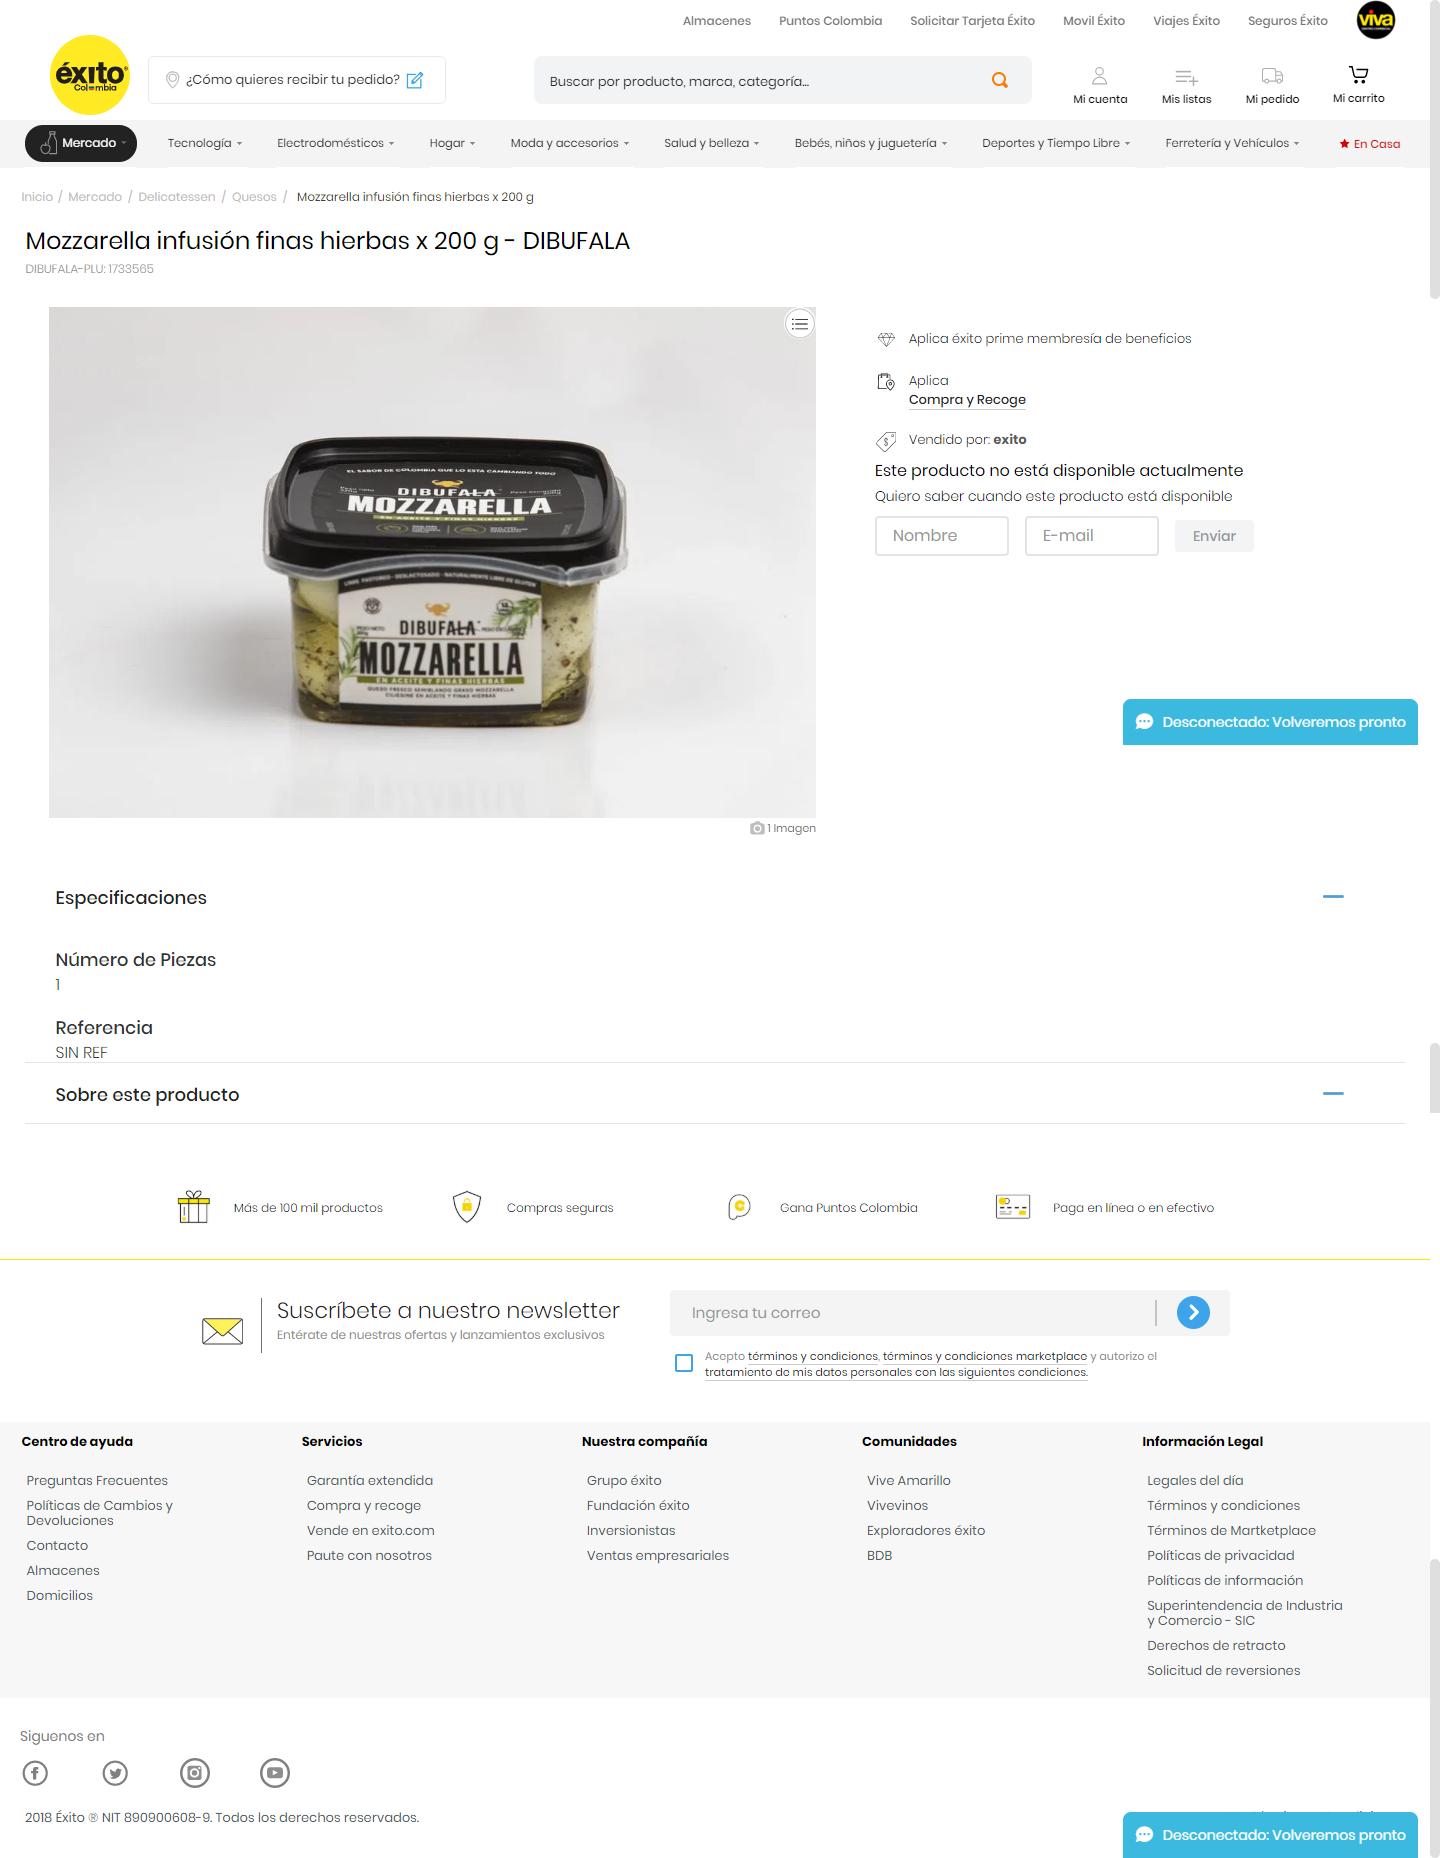 Almacenes Puntos Colombia Solicitar Tarjeta Éxito Movil Éxito Viajes Éxito Seguros Éxito viva
éxito
Colombia
¿Cómo quieres recibir tu pedido?
Buscar por producto, marca, categoría...
Mi cuenta Mis listas Mi pedido Mi carrito
Mercado Tecnología Electrodomésticos Hogar Moda y accesorios Salud y belleza Bebés, niños y juguetería Deportes y Tiempo Libre Ferretería y Vehículos En Casa
Inicio / Mercado / Delicatessen / Quesos / Mozzarella infusión finas hierbas x 200 g
Mozzarella infusión finas hierbas x 200 g - DIBUFALA
DIBUFALA-PLU: 1733565
EL SABOR DE COLOMBIA QUE LO ESTA CAMBIANDO TODO
DIBUFALA
MOZZARELLA
EN ACEITE Y FINAS HIERBAS
DIBUFALA
MOZZARELLA
EN ACEITE Y FINAS HIERBAS
QUESO FRESCO SEMIBLANDO GRASO MOZZARELLA
CILIEGINE EN ACEITE Y FINAS HIERBAS
1 Imagen
Aplica éxito prime membresía de beneficios
Aplica
Compra y Recoge
Vendido por: exito
Este producto no está disponible actualmente
Quiero saber cuando este producto está disponible
Nombre E-mail Enviar
Desconectado: Volveremos pronto
Especificaciones
Número de Piezas
1
Referencia
SIN REF
Sobre este producto
Más de 100 mil productos Compras seguras Gana Puntos Colombia Paga en línea o en efectivo
Suscríbete a nuestro newsletter
Entérate de nuestras ofertas y lanzamientos exclusivos
Ingresa tu correo
Acepto términos y condiciones, términos y condiciones marketplace y autorizo el
tratamiento de mis datos personales con las siguientes condiciones.
Centro de ayuda
Preguntas Frecuentes
Políticas de Cambios y
Devoluciones
Contacto
Almacenes
Domicilios
Servicios
Garantía extendida
Compra y recoge
Vende en exito.com
Paute con nosotros
Nuestra compañía
Grupo éxito
Fundación éxito
Inversionistas
Ventas empresariales
Comunidades
Vive Amarillo
Vivevinos
Exploradores éxito
BDB
Información Legal
Legales del día
Términos y condiciones
Términos de Martketplace
Políticas de privacidad
Políticas de información
Superintendencia de Industria
y Comercio - SIC
Derechos de retracto
Solicitud de reversiones
Siguenos en
2018 Éxito ® NIT 890900608-9. Todos los derechos reservados.
Desconectado: Volveremos pronto